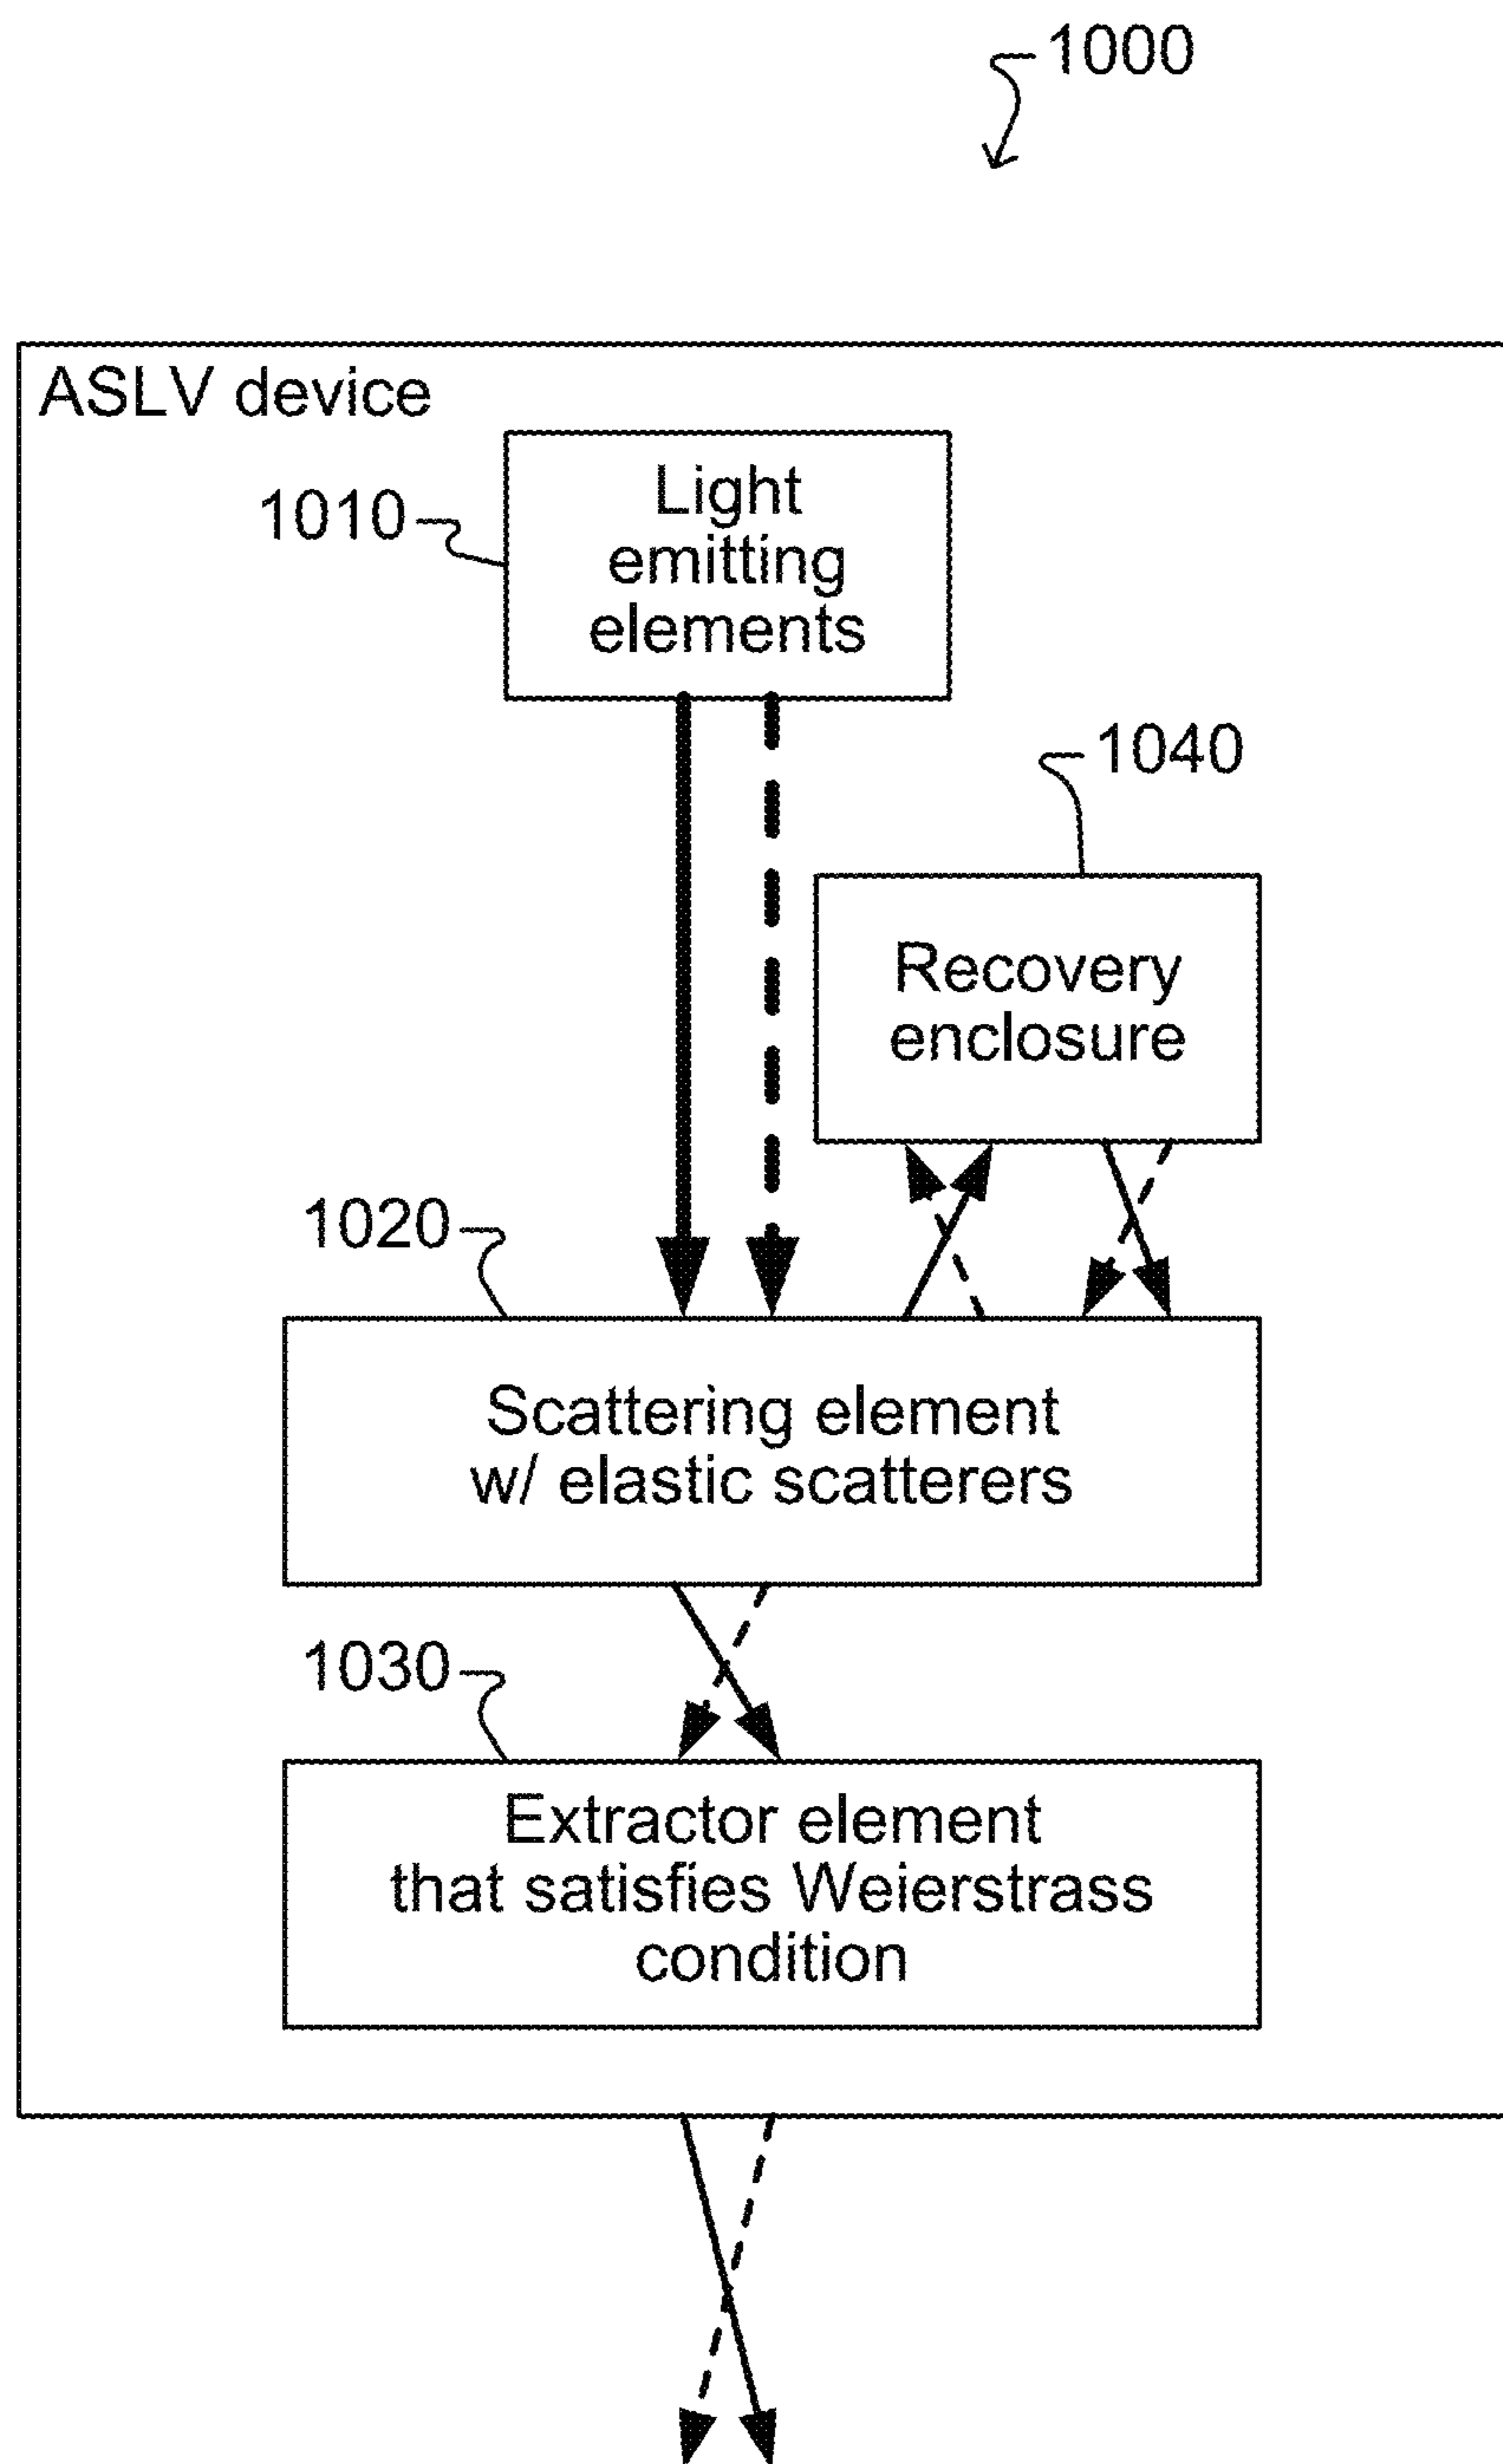 1000
ASLV device
1010
Light
emitting
elements
1040
Recovery
enclosure
1020
Scattering element
w/ elastic scatterers
1030
Extractor element
that satisfies Weierstrass
condition